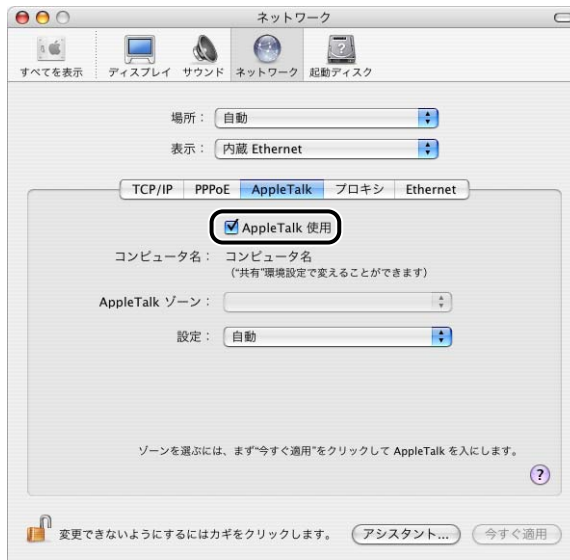 ネットワーク
すべてを表示 ディスプレイ サウンド ネットワーク 起動ディスク
場所： 自動
表示： 内蔵 Ethernet
TCP/IP PPPoE AppleTalk プロキシ Ethernet
AppleTalk 使用
コンピュータ名： コンピュータ名
（“共有”環境設定で変えることができます）
AppleTalk ゾーン：
設定： 自動
ゾーンを選ぶには、まず“今すぐ適用”をクリックして AppleTalk を入にします。
?
変更できないようにするにはカギをクリックします。 アシスタント... 今すぐ適用